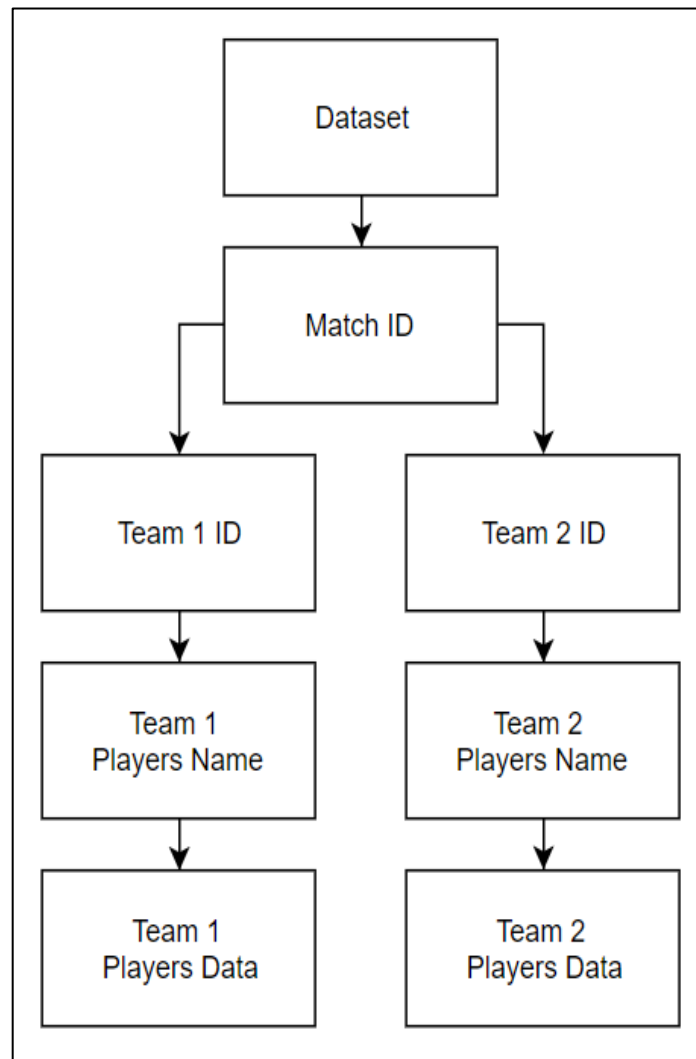 Dataset
Match ID
Team 1 ID
Team 2 ID
Team 1
Players Name
Team 2
Players Name
Team 1
Players Data
Team 2
Players Data